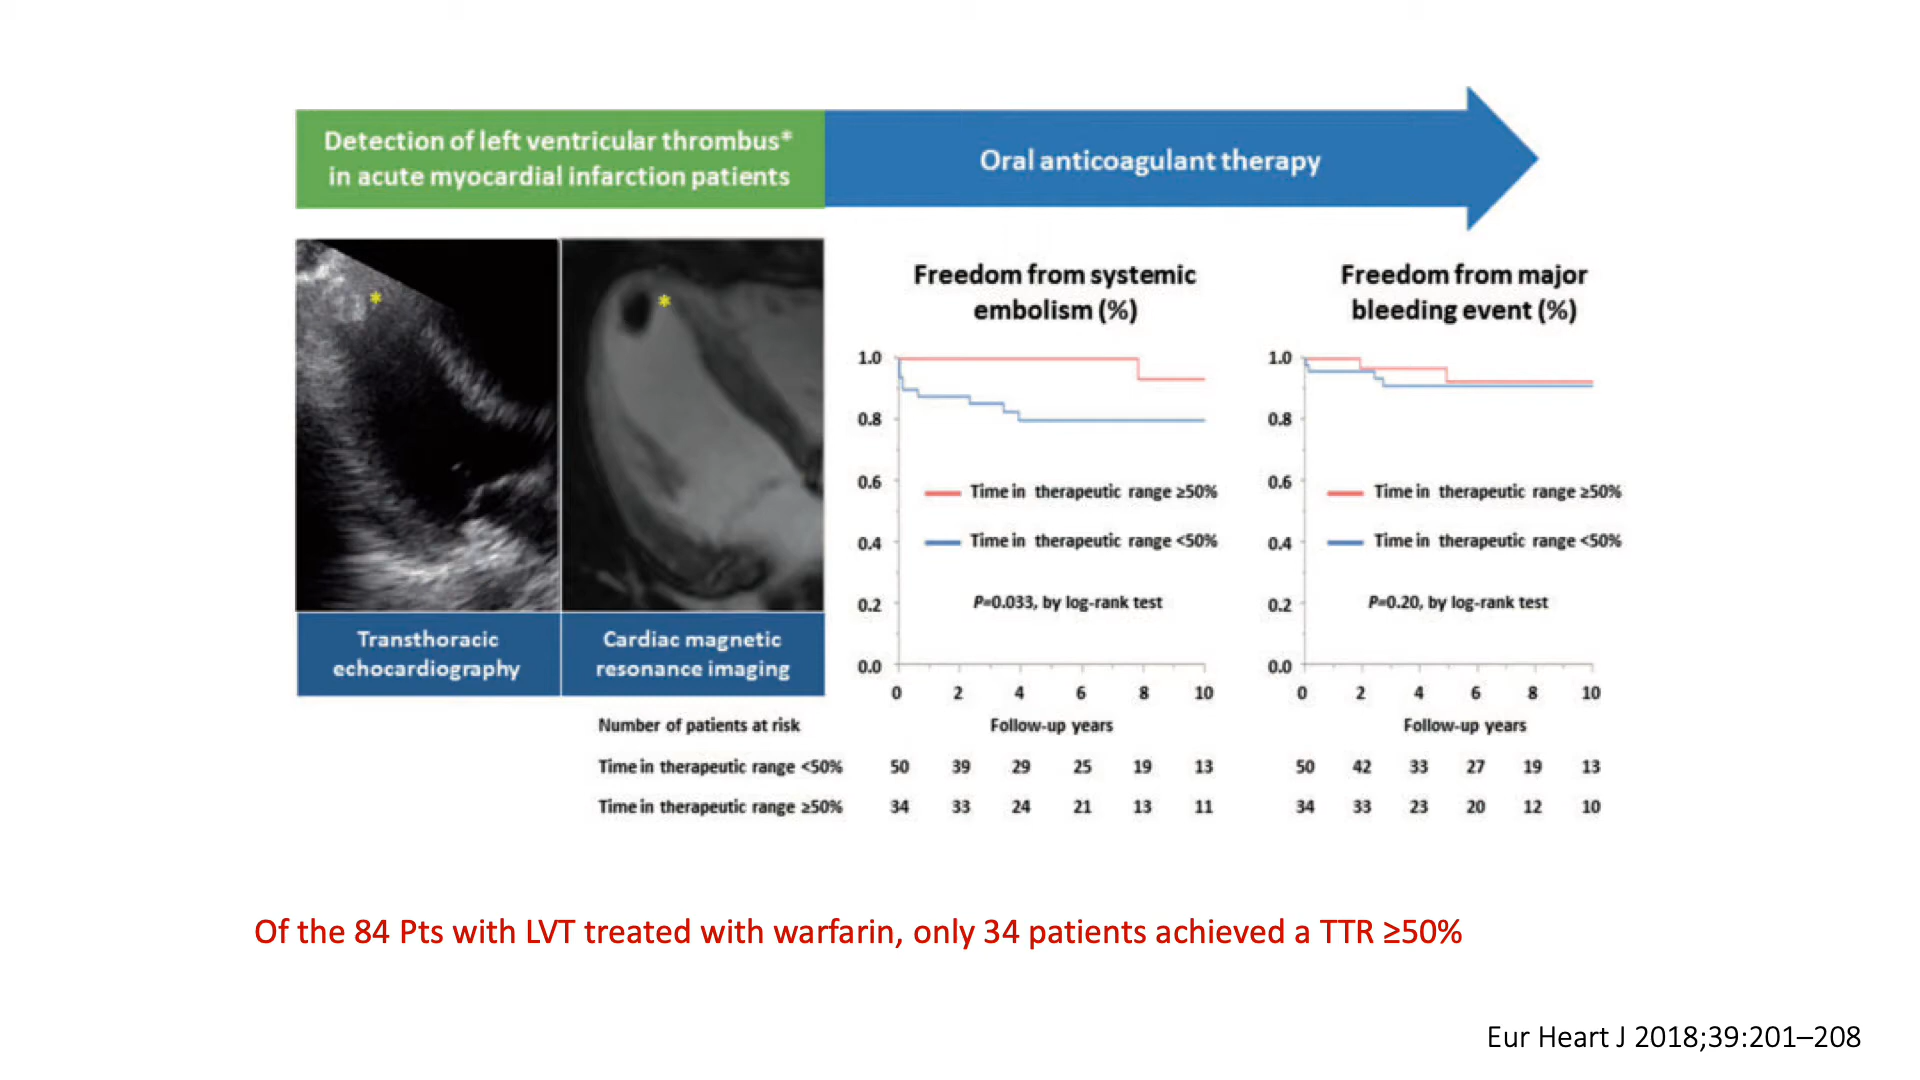 Detection of left ventricular thrombus*
in acute myocardial infarction patients
Oral anticoagulant therapy
*
*
Transthoracic
echocardiography
Cardiac magnetic
resonance imaging
Freedom from systemic
embolism (%)
1.0
0.8
0.6
0.4
0.2
0.0
Time in therapeutic range ≥50%
Time in therapeutic range <50%
P=0.033, by log-rank test
0 2 4 6 8 10
Follow-up years
Freedom from major
bleeding event (%)
1.0
0.8
0.6
0.4
0.2
0.0
Time in therapeutic range ≥50%
Time in therapeutic range <50%
P=0.20, by log-rank test
0 2 4 6 8 10
Follow-up years
Number of patients at risk
Time in therapeutic range <50% 50 39 29 25 19 13 50 42 33 27 19 13
Time in therapeutic range ≥50% 34 33 24 21 13 11 34 33 23 20 12 10
Of the 84 Pts with LVT treated with warfarin, only 34 patients achieved a TTR ≥50%
Eur Heart J 2018;39:201–208